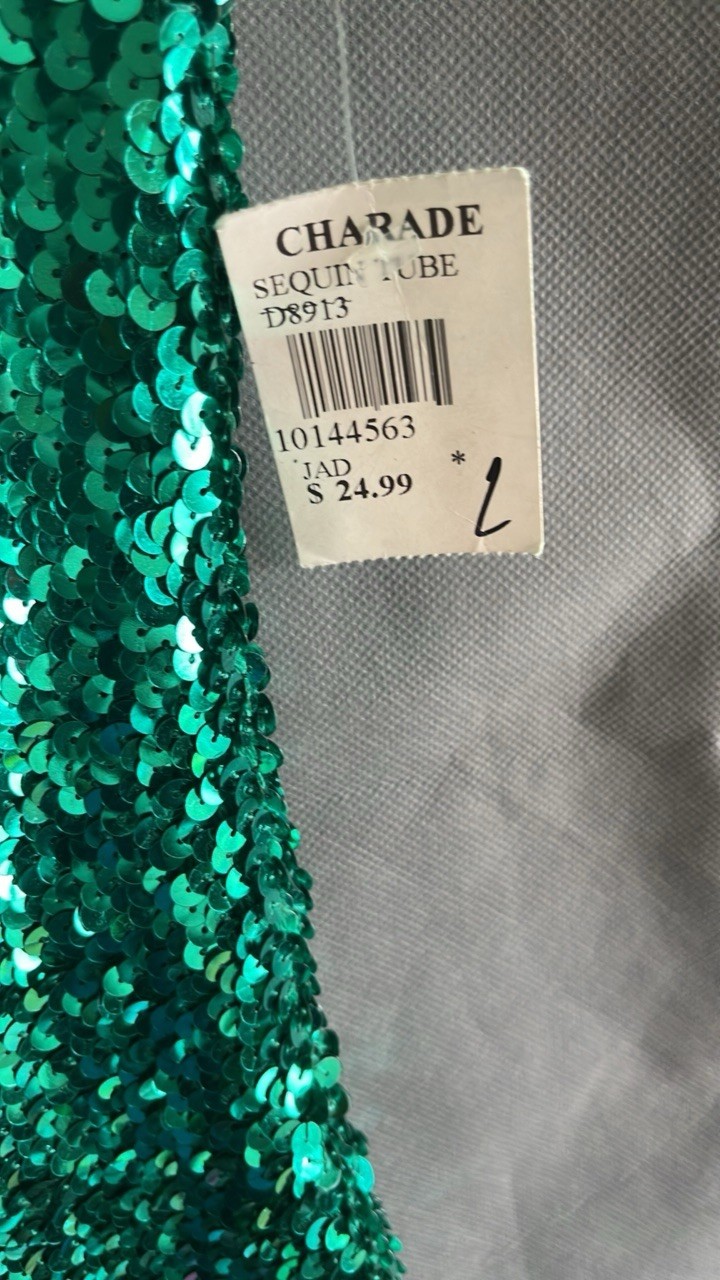 CHARADE
SEQUIN TUBE
D8913
10144563
JAD *
$ 24.99
L